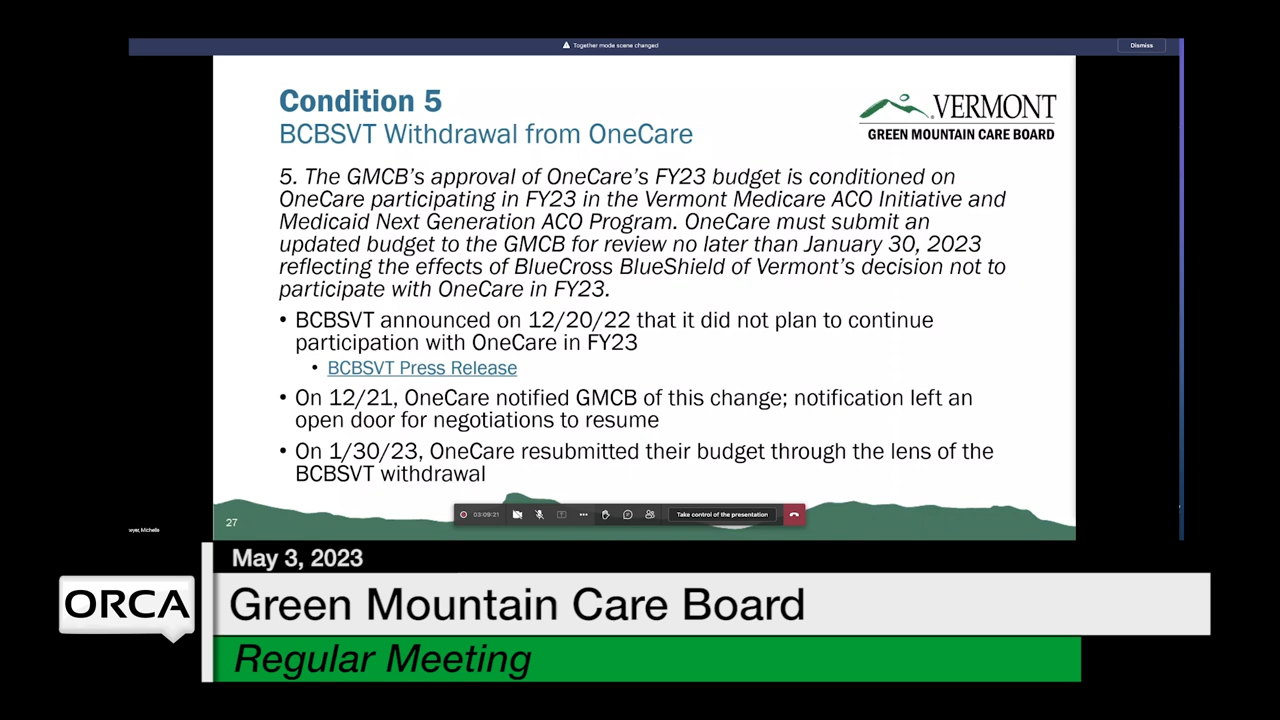 Together mode scene changed
Dismiss
Condition 5
BCBSVT Withdrawal from OneCare
VERMONT
GREEN MOUNTAIN CARE BOARD
5. The GMCB's approval of OneCare's FY23 budget is conditioned on
OneCare participating in FY23 in the Vermont Medicare ACO Initiative and
Medicaid Next Generation ACO Program. OneCare must submit an
updated budget to the GMCB for review no later than January 30, 2023
reflecting the effects of BlueCross BlueShield of Vermont's decision not to
participate with OneCare in FY23.
• BCBSVT announced on 12/20/22 that it did not plan to continue
participation with OneCare in FY23
• BCBSVT Press Release
• On 12/21, OneCare notified GMCB of this change; notification left an
open door for negotiations to resume
• On 1/30/23, OneCare resubmitted their budget through the lens of the
BCBSVT withdrawal
27
03:09:21
Take control of the presentation
Michelle
May 3, 2023
ORCA
Green Mountain Care Board
Regular Meeting